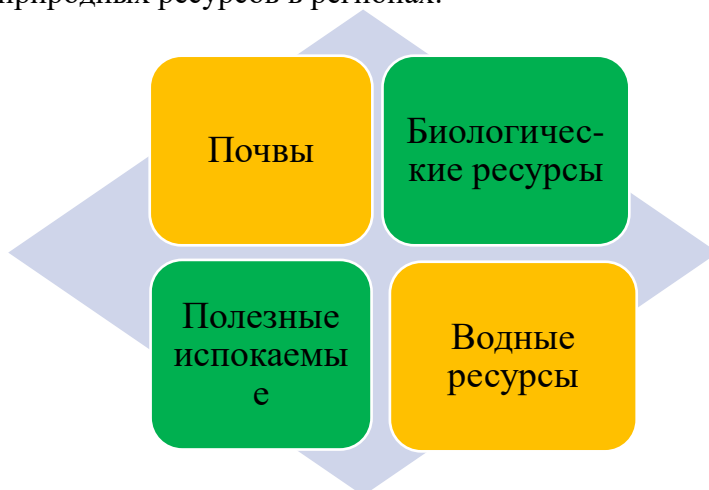 природных ресурсов в регионах.
Почвы
Биологичес-
кие ресурсы
Полезные
испокаемы
е
Водные
ресурсы